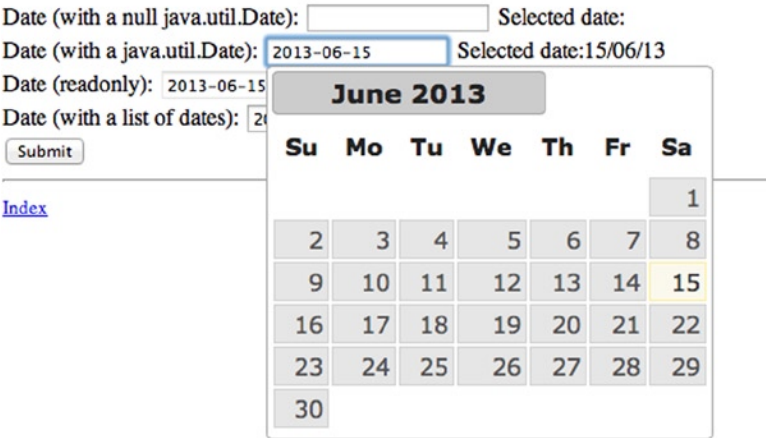 Date (with a null java.util.Date): Selected date:
Date (with a java.util.Date): 2013-06-15 Selected date:15/06/13
Date (readonly): 2013-06-15
Date (with a list of dates):
Submit
Index
June 2013
Su Mo Tu We Th Fr Sa
1
2 3 4 5 6 7 8
9 10 11 12 13 14 15
16 17 18 19 20 21 22
23 24 25 26 27 28 29
30